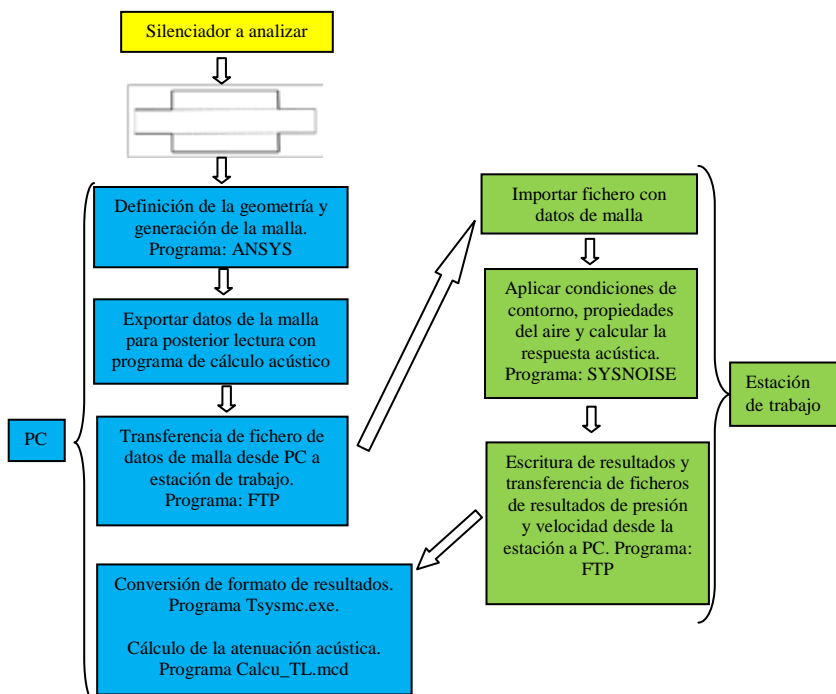 Silenciador a analizar
Definición de la geometría y
generación de la malla.
Programa: ANSYS
Exportar datos de la malla
para posterior lectura con
programa de cálculo acústico
PC
Transferencia de fichero de
datos de malla desde PC a
estación de trabajo.
Programa: FTP
Importar fichero con
datos de malla
Aplicar condiciones de
contorno, propiedades
del aire y calcular la
respuesta acústica.
Programa: SYSNOISE
Estación
de trabajo
Escritura de resultados y
transferencia de ficheros
de resultados de presión
y velocidad desde la
estación a PC. Programa:
FTP
Conversión de formato de resultados.
Programa Tsysmc.exe.
Cálculo de la atenuación acústica.
Programa Calcu_TL.mcd